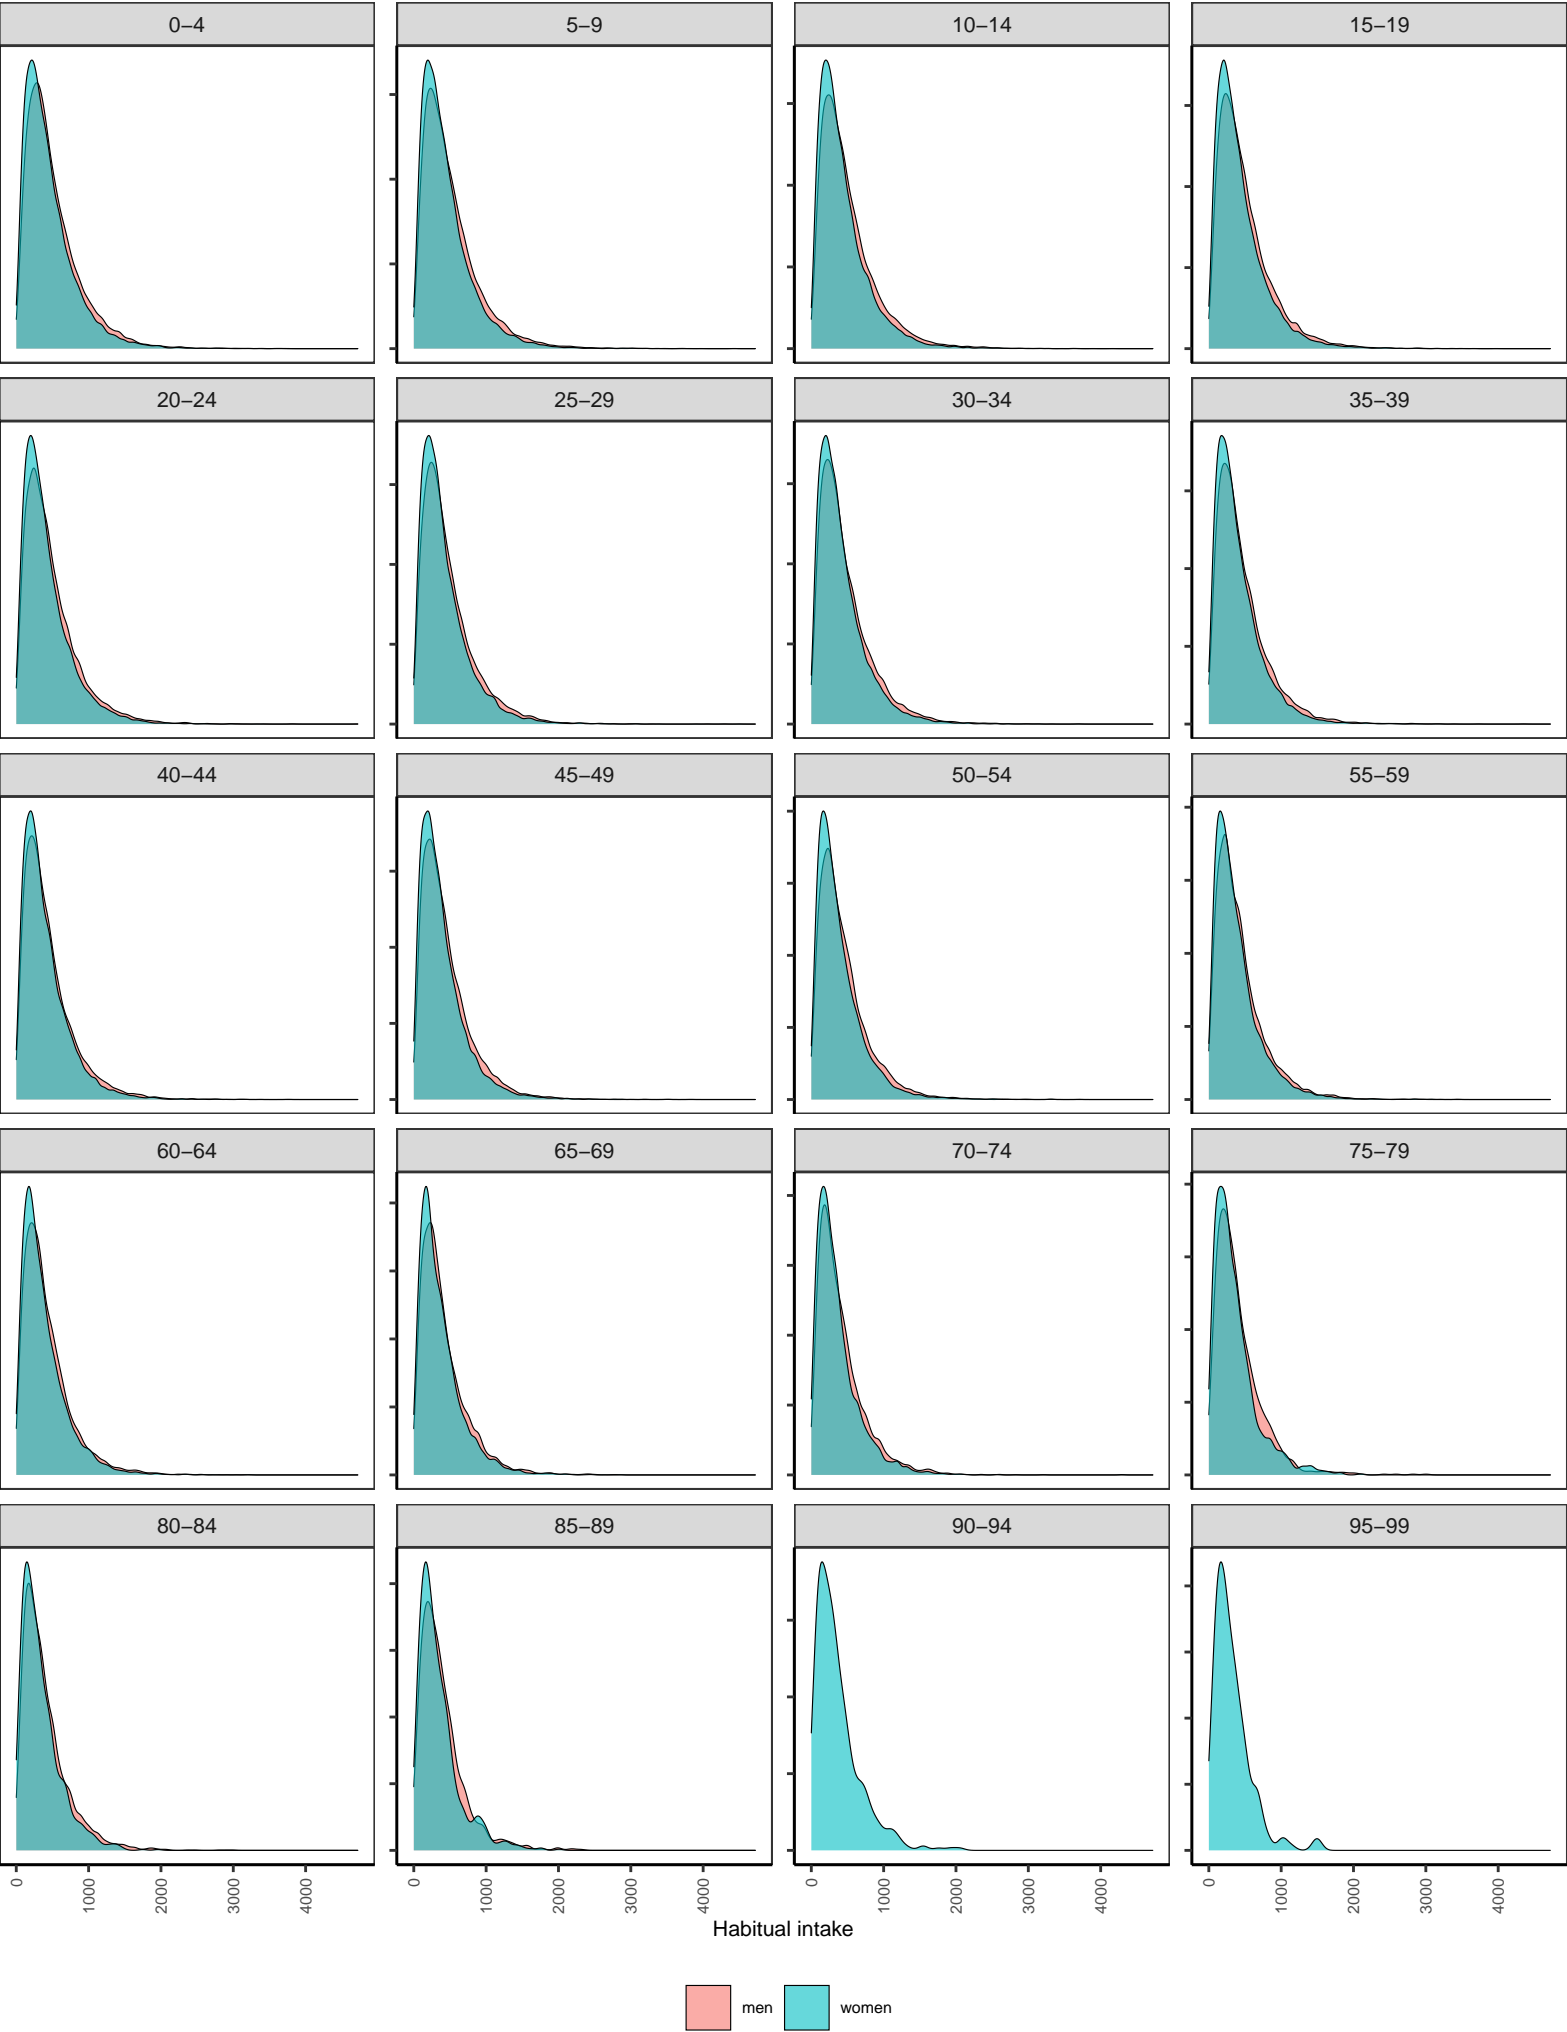 0−4 5−9 10−14 15−19
20−24 25−29 30−34 35−39
40−44 45−49 50−54 55−59
60−64 65−69 70−74 75−79
80−84 85−89 90−94 95−99
0 1000 2000 3000 4000 0 1000 2000 3000 4000 0 1000 2000 3000 4000 0 1000 2000 3000 4000
Habitual intake
men women